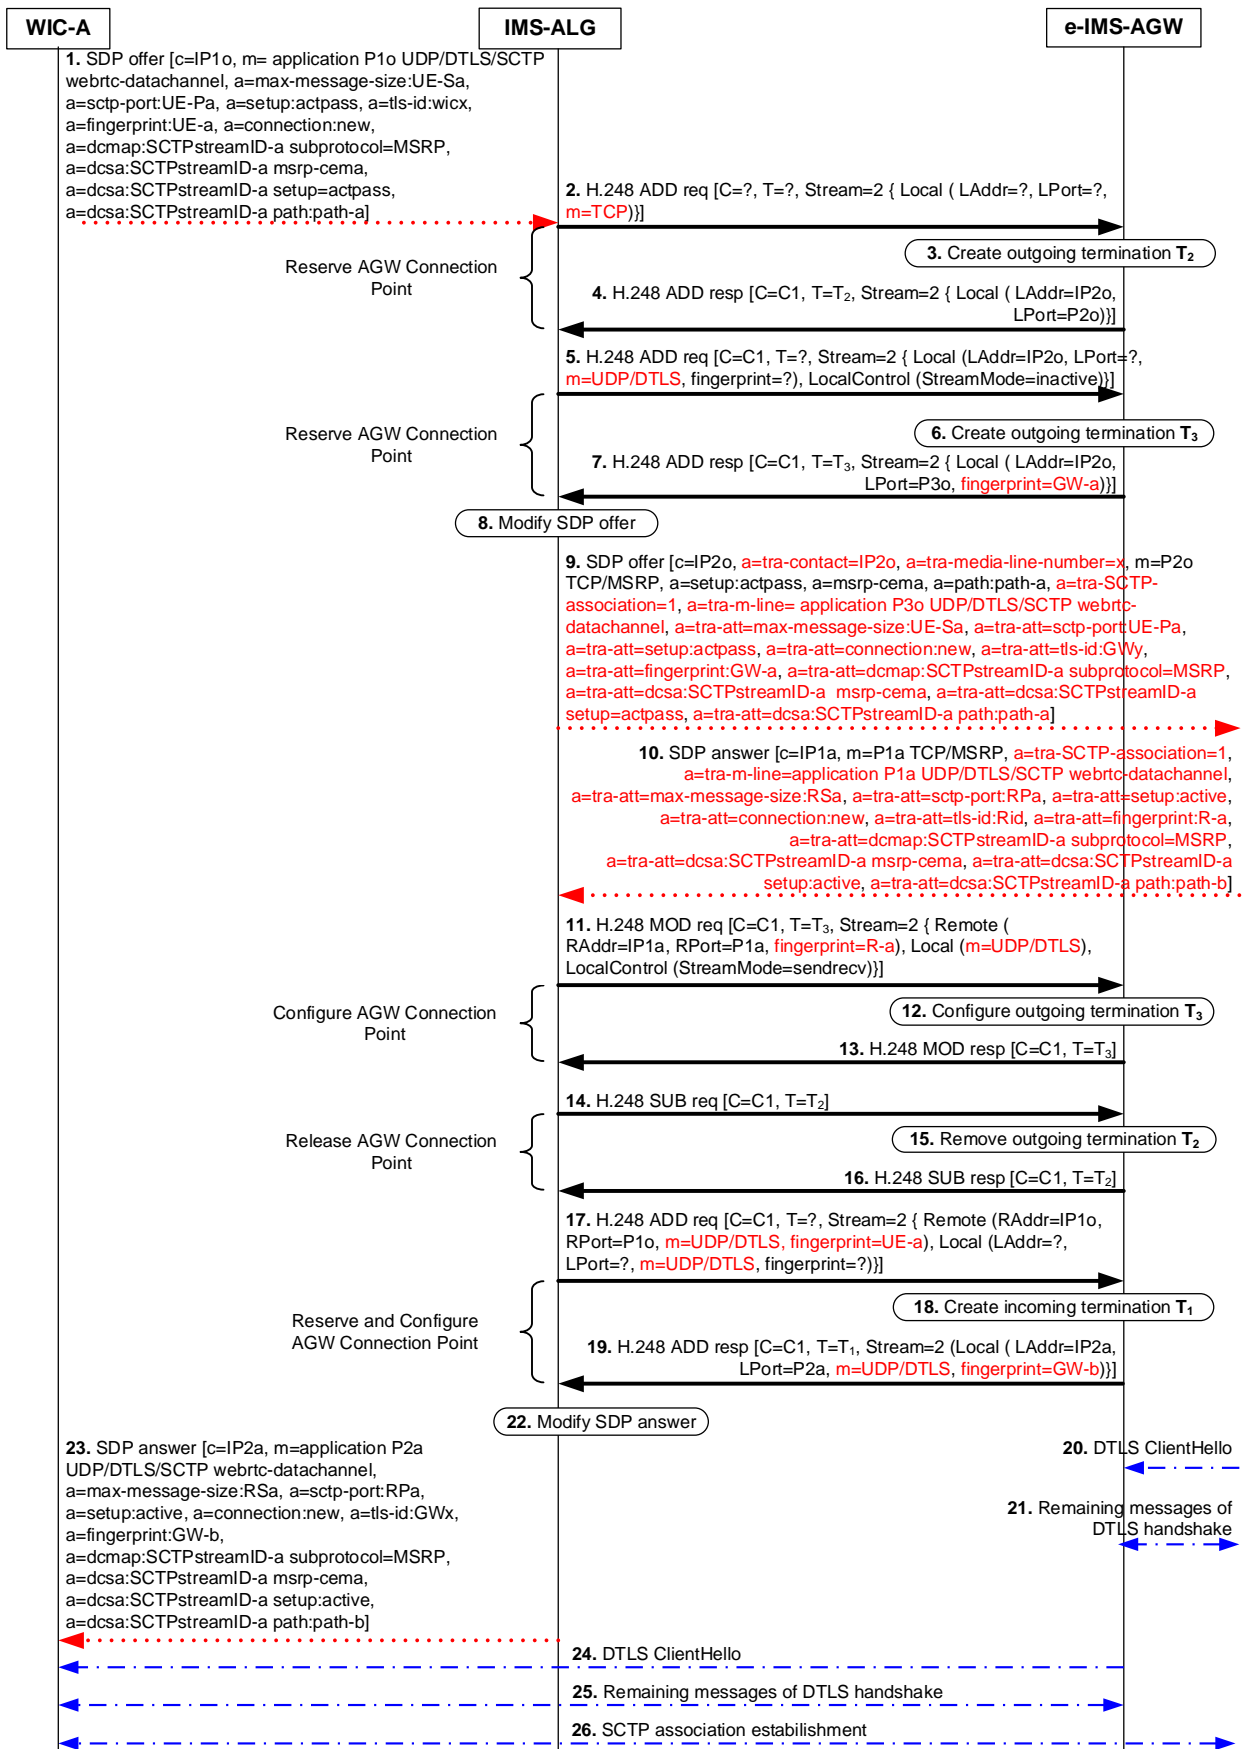 WIC-A
IMS-ALG
e-IMS-AGW
1. SDP offer [c=IP1o, m= application P1o UDP/DTLS/SCTP
webrtc-datachannel, a=max-message-size:UE-Sa,
a=sctp-port:UE-Pa, a=setup:actpass, a=tls-id:wicx,
a=fingerprint:UE-a, a=connection:new,
a=dcmap:SCTPstreamID-a subprotocol=MSRP,
a=dcsa:SCTPstreamID-a msrp-cema,
a=dcsa:SCTPstreamID-a setup=actpass,
a=dcsa:SCTPstreamID-a path:path-a]
2. H.248 ADD req [C=?, T=?, Stream=2 { Local ( LAddr=?, LPort=?,
m=TCP)}]
3. Create outgoing termination T2
Reserve AGW Connection
Point
4. H.248 ADD resp [C=C1, T=T2, Stream=2 { Local ( LAddr=IP2o,
LPort=P2o)}]
5. H.248 ADD req [C=C1, T=?, Stream=2 { Local (LAddr=IP2o, LPort=?,
m=UDP/DTLS, fingerprint=?), LocalControl (StreamMode=inactive)}]
6. Create outgoing termination T3
Reserve AGW Connection
Point
7. H.248 ADD resp [C=C1, T=T3, Stream=2 { Local ( LAddr=IP2o,
LPort=P3o, fingerprint=GW-a)}]
8. Modify SDP offer
9. SDP offer [c=IP2o, a=tra-contact=IP2o, a=tra-media-line-number=x, m=P2o
TCP/MSRP, a=setup:actpass, a=msrp-cema, a=path:path-a, a=tra-SCTP-
association=1, a=tra-m-line= application P3o UDP/DTLS/SCTP webrtc-
datachannel, a=tra-att=max-message-size:UE-Sa, a=tra-att=sctp-port:UE-Pa,
a=tra-att=setup:actpass, a=tra-att=connection:new, a=tra-att=tls-id:GWy,
a=tra-att=fingerprint:GW-a, a=tra-att=dcmap:SCTPstreamID-a subprotocol=MSRP,
a=tra-att=dcsa:SCTPstreamID-a  msrp-cema, a=tra-att=dcsa:SCTPstreamID-a
setup=actpass, a=tra-att=dcsa:SCTPstreamID-a path:path-a]
10. SDP answer [c=IP1a, m=P1a TCP/MSRP, a=tra-SCTP-association=1,
a=tra-m-line=application P1a UDP/DTLS/SCTP webrtc-datachannel,
a=tra-att=max-message-size:RSa, a=tra-att=sctp-port:RPa, a=tra-att=setup:active,
a=tra-att=connection:new, a=tra-att=tls-id:Rid, a=tra-att=fingerprint:R-a,
a=tra-att=dcmap:SCTPstreamID-a subprotocol=MSRP,
a=tra-att=dcsa:SCTPstreamID-a msrp-cema, a=tra-att=dcsa:SCTPstreamID-a
setup:active, a=tra-att=dcsa:SCTPstreamID-a path:path-b]
11. H.248 MOD req [C=C1, T=T3, Stream=2 { Remote (
RAddr=IP1a, RPort=P1a, fingerprint=R-a), Local (m=UDP/DTLS),
LocalControl (StreamMode=sendrecv)}]
12. Configure outgoing termination T3
Configure AGW Connection
Point
13. H.248 MOD resp [C=C1, T=T3]
14. H.248 SUB req [C=C1, T=T2]
15. Remove outgoing termination T2
Release AGW Connection
Point
16. H.248 SUB resp [C=C1, T=T2]
17. H.248 ADD req [C=C1, T=?, Stream=2 { Remote (RAddr=IP1o,
RPort=P1o, m=UDP/DTLS, fingerprint=UE-a), Local (LAddr=?,
LPort=?, m=UDP/DTLS, fingerprint=?)}]
18. Create incoming termination T1
Reserve and Configure
AGW Connection Point
19. H.248 ADD resp [C=C1, T=T1, Stream=2 (Local ( LAddr=IP2a,
LPort=P2a, m=UDP/DTLS, fingerprint=GW-b)}]
22. Modify SDP answer
23. SDP answer [c=IP2a, m=application P2a
UDP/DTLS/SCTP webrtc-datachannel,
a=max-message-size:RSa, a=sctp-port:RPa,
a=setup:active, a=connection:new, a=tls-id:GWx,
a=fingerprint:GW-b,
a=dcmap:SCTPstreamID-a subprotocol=MSRP,
a=dcsa:SCTPstreamID-a msrp-cema,
a=dcsa:SCTPstreamID-a setup:active,
a=dcsa:SCTPstreamID-a path:path-b]
20. DTLS ClientHello
21. Remaining messages of
DTLS handshake
24. DTLS ClientHello
25. Remaining messages of DTLS handshake
26. SCTP association estabilishment